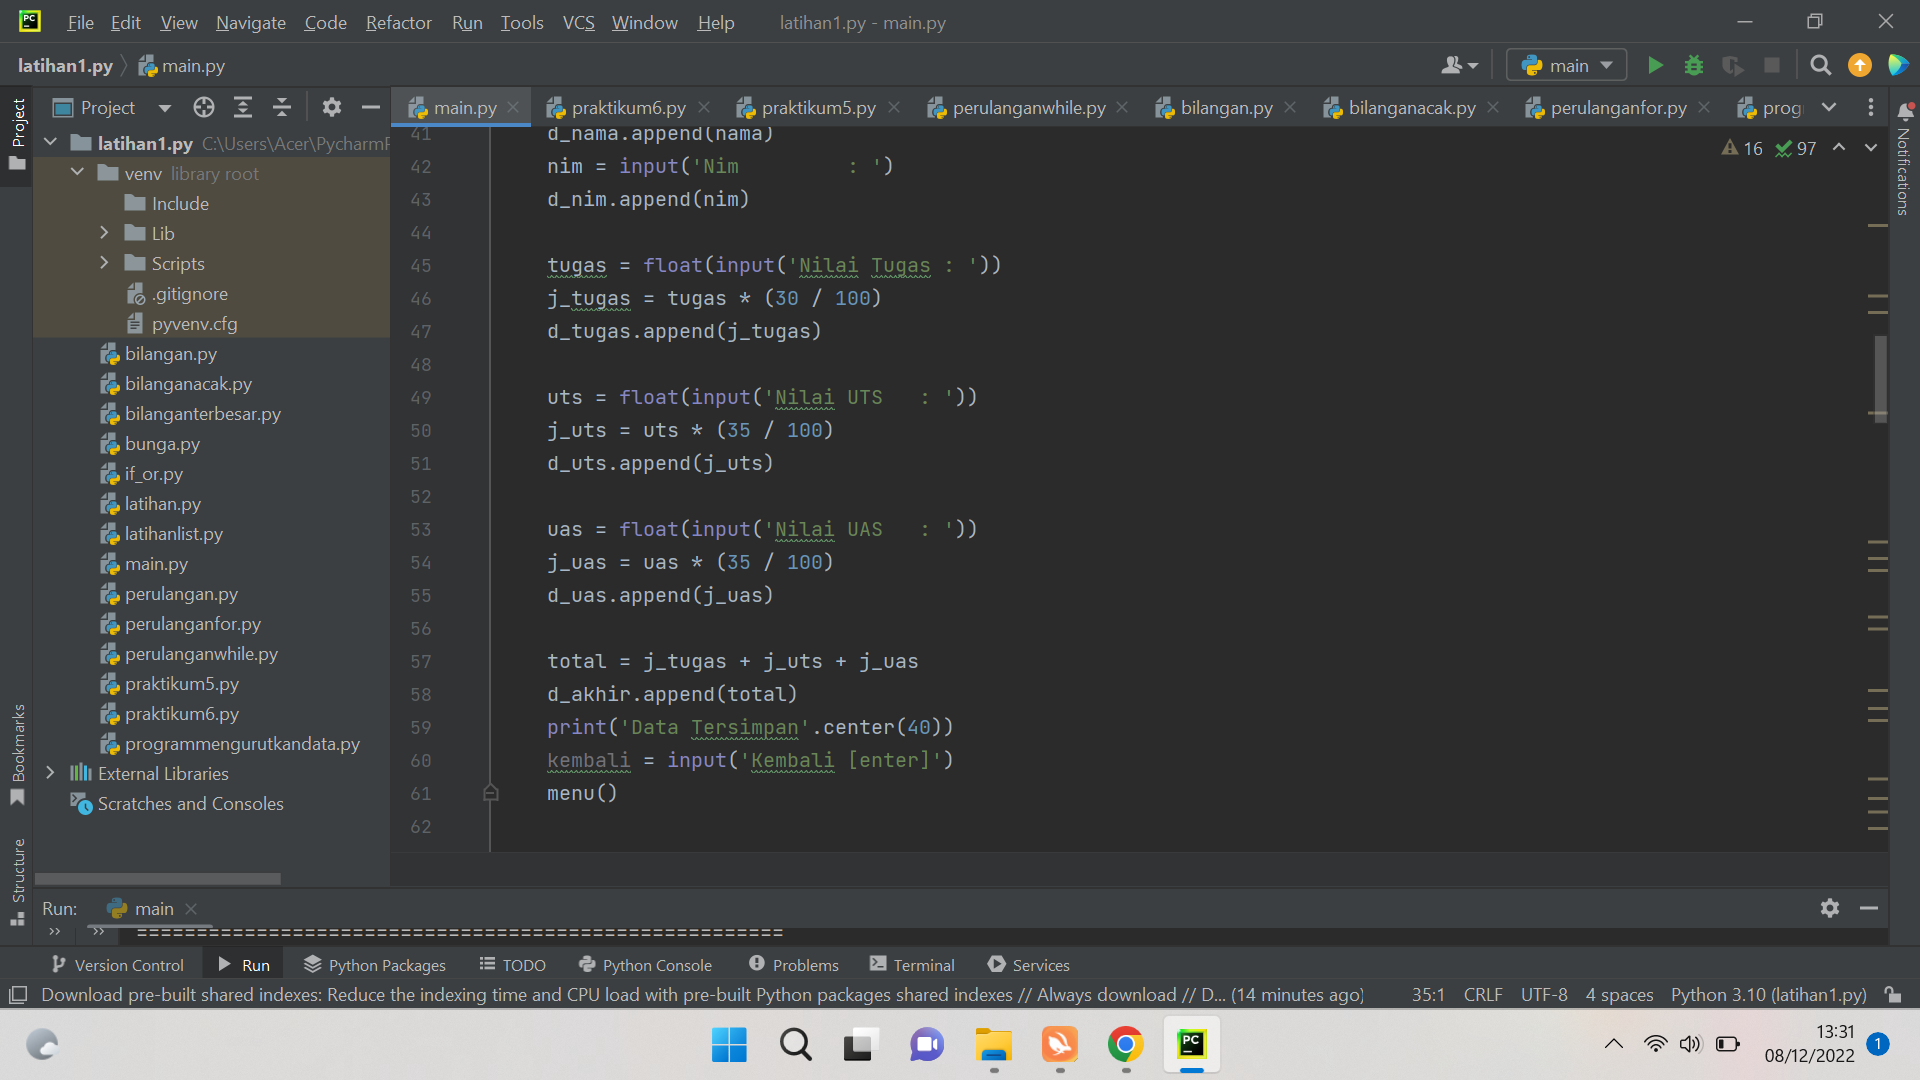 File Edit View Navigate Code Refactor Run Tools VCS Window Help latihan1.py - main.py
latihan1.py main.py
main
Project
main.py praktikum6.py praktikum5.py perulanganwhile.py bilangan.py bilanganacak.py perulanganfor.py prog
Project
Bookmarks
Structure
Notifications
latihan1.py C:\Users\Acer\PycharmP
venv library root
Include
Lib
Scripts
.gitignore
pyvenv.cfg
bilangan.py
bilanganacak.py
bilanganterbesar.py
bunga.py
if_or.py
latihan.py
latihanlist.py
main.py
perulangan.py
perulanganfor.py
perulanganwhile.py
praktikum5.py
praktikum6.py
programmengurutkandata.py
External Libraries
Scratches and Consoles
16 97
41 d_nama.append(nama)
42 nim = input('Nim         : ')
43 d_nim.append(nim)
44
45 tugas = float(input('Nilai Tugas : '))
46 j_tugas = tugas * (30 / 100)
47 d_tugas.append(j_tugas)
48
49 uts = float(input('Nilai UTS   : '))
50 j_uts = uts * (35 / 100)
51 d_uts.append(j_uts)
52
53 uas = float(input('Nilai UAS   : '))
54 j_uas = uas * (35 / 100)
55 d_uas.append(j_uas)
56
57 total = j_tugas + j_uts + j_uas
58 d_akhir.append(total)
59 print('Data Tersimpan'.center(40))
60 kembali = input('Kembali [enter]')
61 menu()
62
Run: main
>> >> ======================================================
Version Control Run Python Packages TODO Python Console Problems Terminal Services
Download pre-built shared indexes: Reduce the indexing time and CPU load with pre-built Python packages shared indexes // Always download // D... (14 minutes ago) 35:1 CRLF UTF-8 4 spaces Python 3.10 (latihan1.py)
PC
13:31
08/12/2022
1